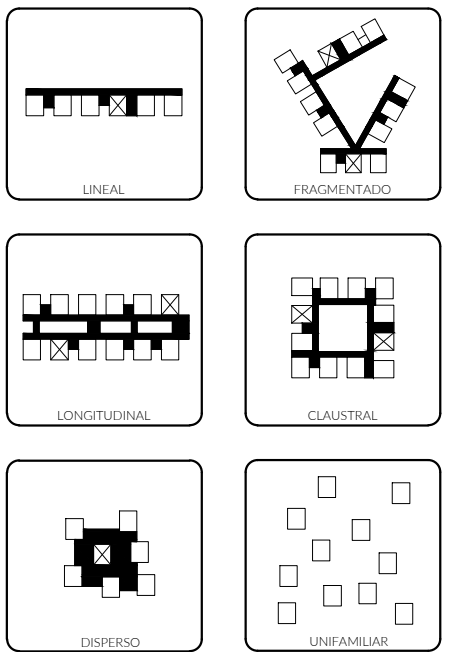 LINEAL
FRAGMENTADO
LONGITUDINAL
CLAUSTRAL
DISPERSO
UNIFAMILIAR